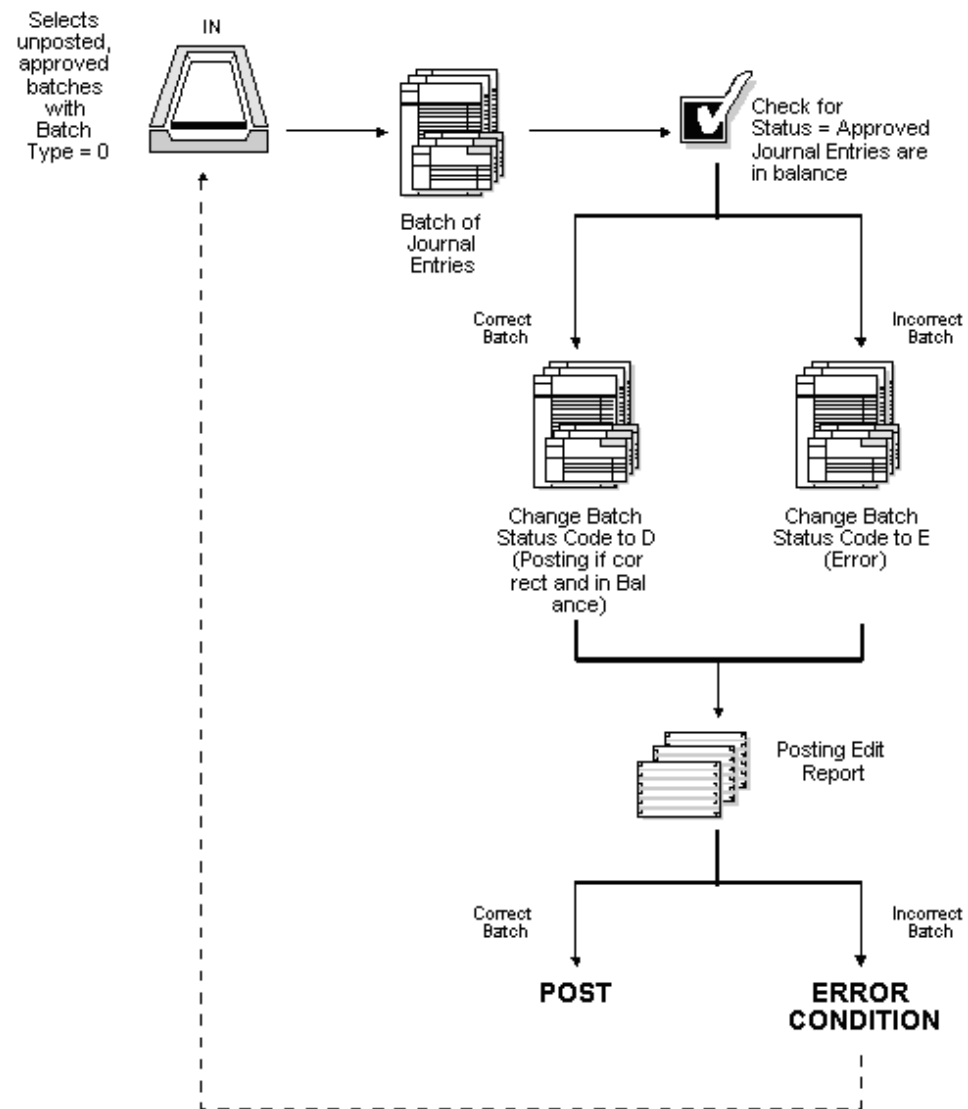 Selects
unposted,
approved
batches
with
Batch
Type = 0
IN
Batch of
Journal
Entries
Check for
Status = Approved
Journal Entries are
in balance
Correct
Batch
Incorrect
Batch
Change Batch
Status Code to D
(Posting if cor
rect and in Bal
ance)
Change Batch
Status Code to E
(Error)
Posting Edit
Report
Correct
Batch
Incorrect
Batch
POST
ERROR
CONDITION